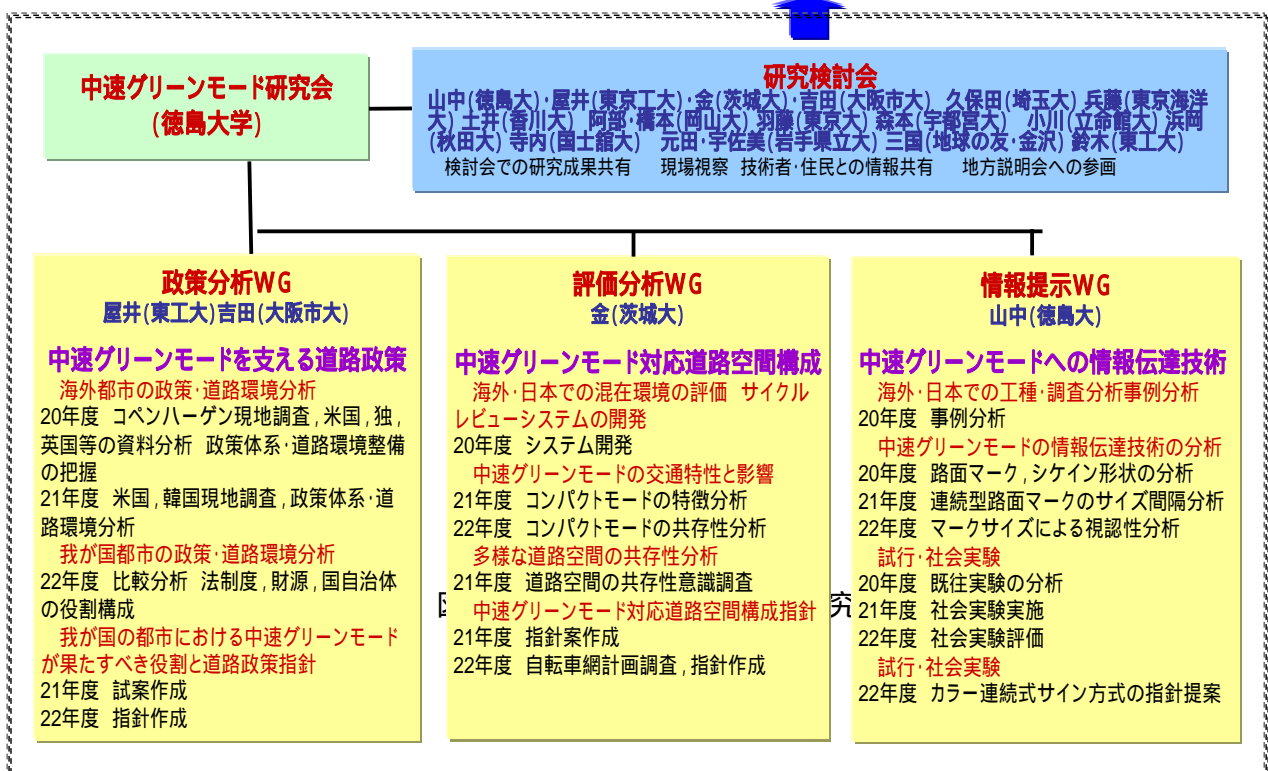 中速グリーンモード研究会
(徳島大学)
研究検討会
山中(徳島大)・屋井(東京工大)・金(茨城大)・吉田(大阪市大) 久保田(埼玉大) 兵藤(東京海洋
大) 土井(香川大) 阿部・橋本(岡山大) 羽藤(東京大) 森本(宇都宮大) 小川(立命館大) 浜岡
(秋田大) 寺内(国士舘大) 元田・宇佐美(岩手県立大) 三国(地球の友・金沢) 鈴木(東工大)
検討会での研究成果共有 現場視察 技術者・住民との情報共有 地方説明会への参画
政策分析WG
屋井(東工大)吉田(大阪市大)
中速グリーンモードを支える道路政策
海外都市の政策・道路環境分析
20年度 コペンハーゲン現地調査,米国,独,
英国等の資料分析 政策体系・道路環境整備
の把握
21年度 米国,韓国現地調査,政策体系・道
路環境分析
我が国都市の政策・道路環境分析
22年度 比較分析 法制度,財源,国自治体
の役割構成
我が国の都市における中速グリーンモード
が果たすべき役割と道路政策指針
21年度 試案作成
22年度 指針作成
評価分析WG
金(茨城大)
中速グリーンモード対応道路空間構成
海外・日本での混在環境の評価 サイクル
レビューシステムの開発
20年度 システム開発
中速グリーンモードの交通特性と影響
21年度 コンパクトモードの特徴分析
22年度 コンパクトモードの共存性分析
多様な道路空間の共存性分析
21年度 道路空間の共存性意識調査
中速グリーンモード対応道路空間構成指針
21年度 指針案作成
22年度 自転車網計画調査,指針作成
究
情報提示WG
山中(徳島大)
中速グリーンモードへの情報伝達技術
海外・日本での工種・調査分析事例分析
20年度 事例分析
中速グリーンモードの情報伝達技術の分析
20年度 路面マーク,シケイン形状の分析
21年度 連続型路面マークのサイズ間隔分析
22年度 マークサイズによる視認性分析
試行・社会実験
20年度 既往実験の分析
21年度 社会実験実施
22年度 社会実験評価
試行・社会実験
22年度 カラー連続式サイン方式の指針提案